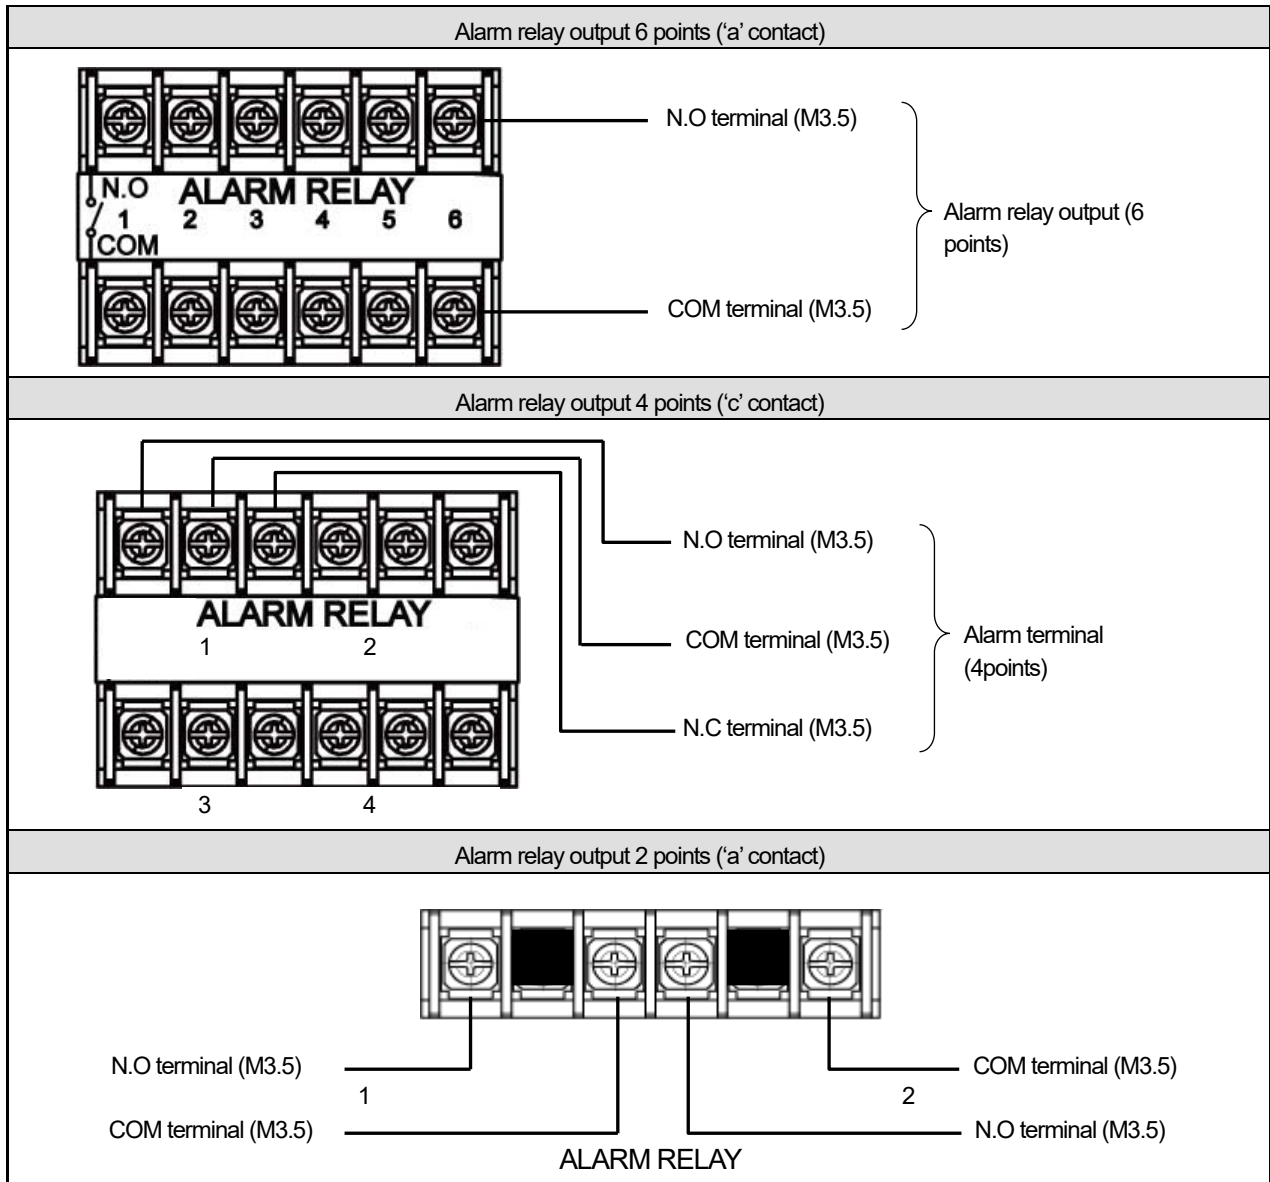 Alarm relay output 6 points (‘a’ contact)
N.O terminal (M3.5)
N.O ALARM RELAY
1 2 3 4 5 6
COM
Alarm relay output (6
points)
COM terminal (M3.5)
Alarm relay output 4 points (‘c’ contact)
N.O terminal (M3.5)
ALARM RELAY
1 2
COM terminal (M3.5)
Alarm terminal
(4points)
N.C terminal (M3.5)
3 4
Alarm relay output 2 points (‘a’ contact)
N.O terminal (M3.5)
COM terminal (M3.5)
1 2
COM terminal (M3.5)
N.O terminal (M3.5)
ALARM RELAY